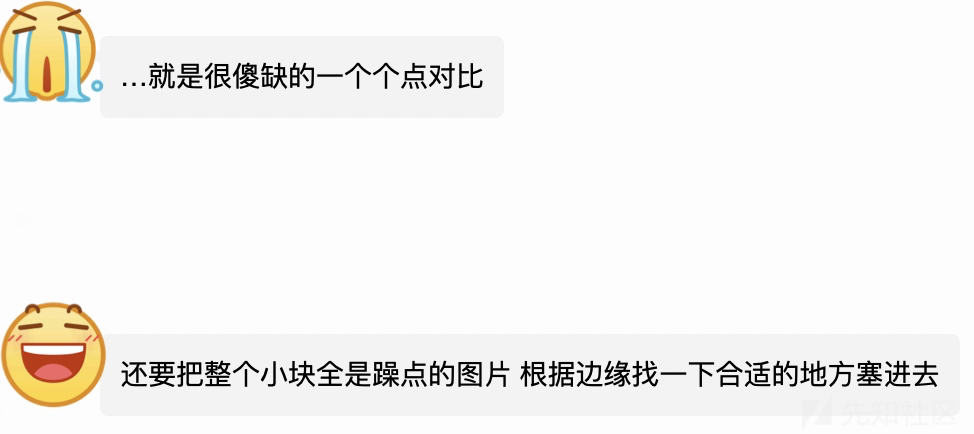 ...就是很傻缺的一个个点对比
还要把整个小块全是躁点的图片 根据边缘找一下合适的地方塞进去
先知社区